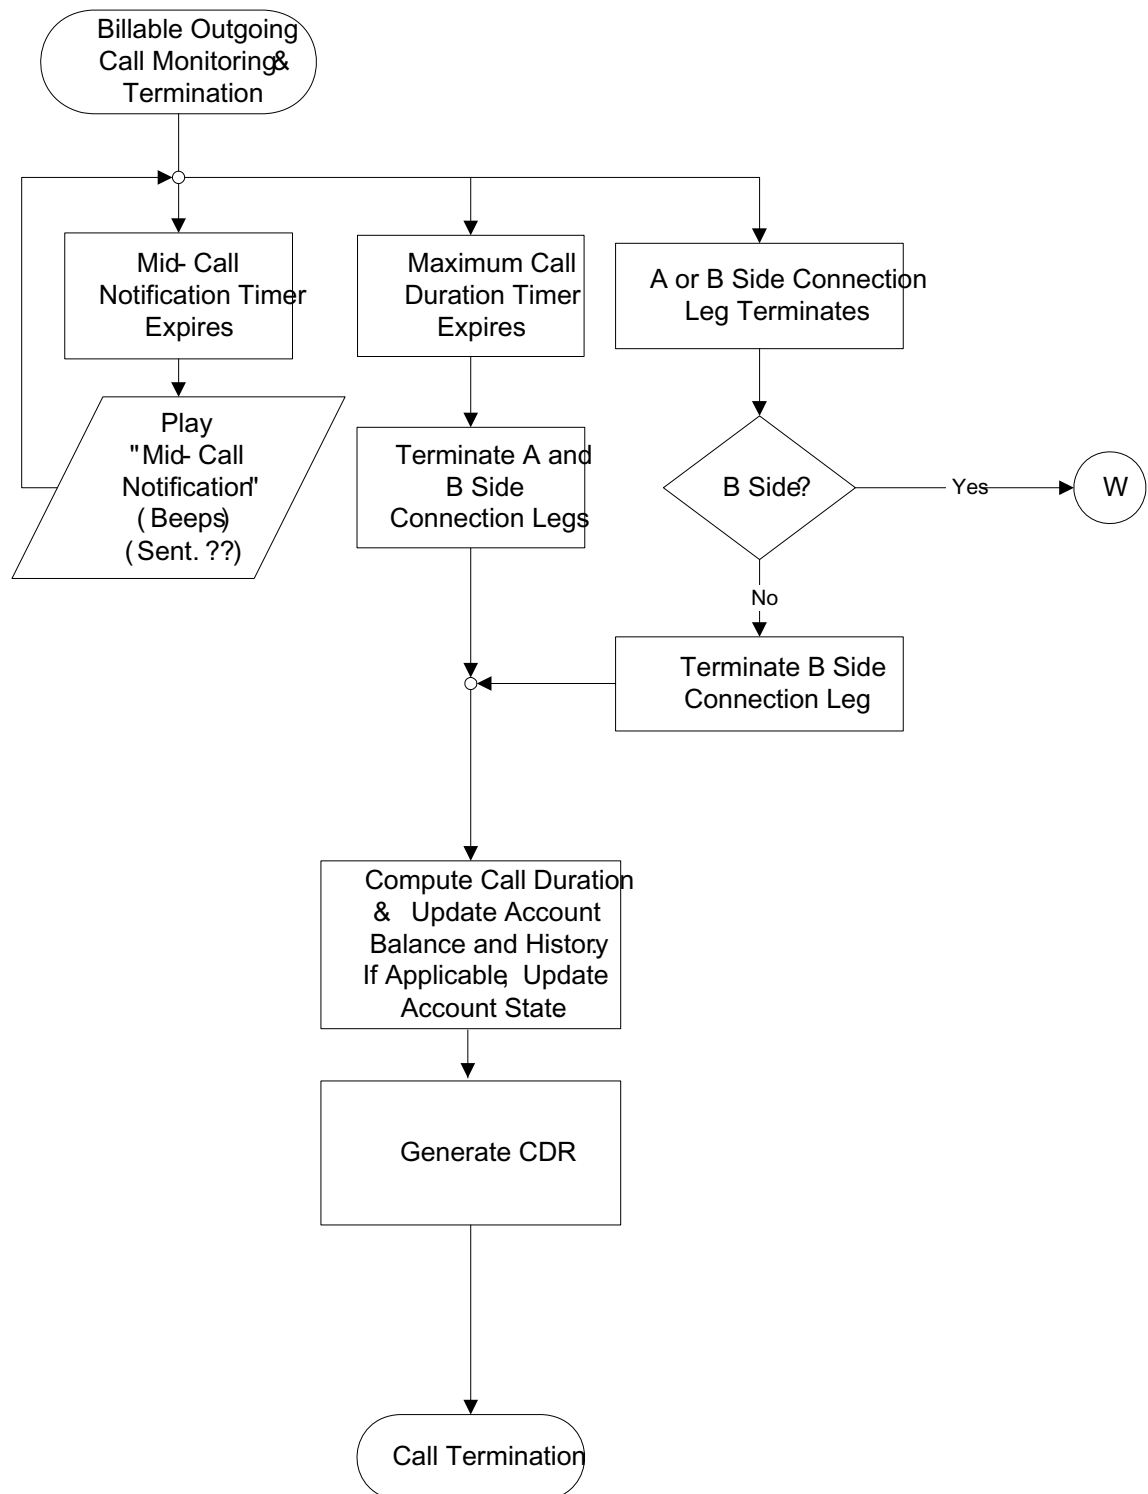 Billable Outgoing
Call Monitoring&
Termination
Mid- Call
Notification Timer
Expires
Maximum Call
Duration Timer
Expires
A or B Side Connection
Leg Terminates
Play
"Mid- Call
Notification"
( Beeps)
( Sent. ??)
Terminate A and
B Side
Connection Legs
B Side?
Yes
W
No
Terminate B Side
Connection Leg
Compute Call Duration
& Update Account
Balance and History.
If Applicable, Update
Account State
Generate CDR
Call Termination